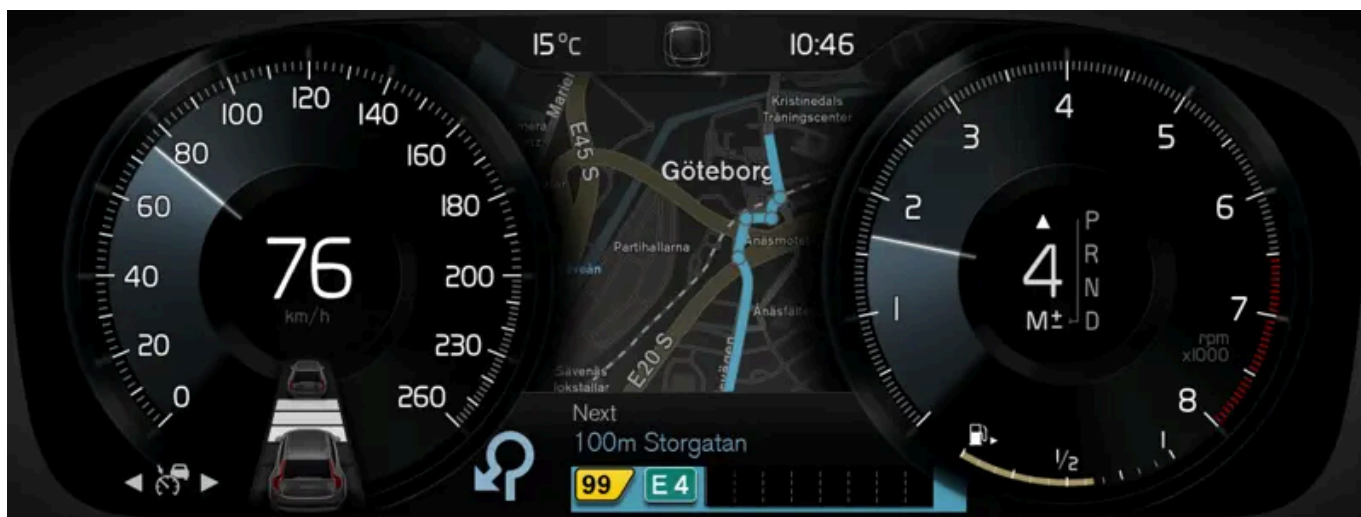 15°C
10:46
0
20
40
60
80
100
120
140
160
180
200
230
260
76
km/h
E45 S
Kristinedals
Träningscenter
Göteborg
Partihallarna
Ånäsmotet
Ånäsfältet
E20 S
Sävenäs
lokstallar
Next
100m Storgatan
99
E 4
1
2
3
4
5
6
7
8
rpm
x1000
4
M±
P
R
N
D
1/2
1